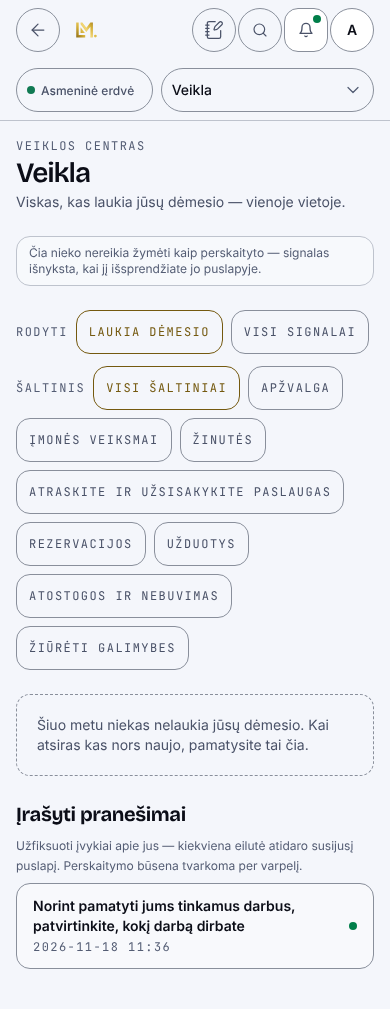 LM.
A
Asmeninė erdvė
Veikla
VEIKLOS CENTRAS
Veikla
Viskas, kas laukia jūsų dėmesio — vienoje vietoje.
Čia nieko nereikia žymėti kaip perskaityto — signalas
išnyksta, kai jį išsprendžiate jo puslapyje.
RODYTI LAUKIA DĖMESIO VISI SIGNALAI
ŠALTINIS VISI ŠALTINIAI APŽVALGA
ĮMONĖS VEIKSMAI ŽINUTĖS
ATRASKITE IR UŽSISAKYKITE PASLAUGAS
REZERVACIJOS UŽDUOTYS
ATOSTOGOS IR NEBUVIMAI
ŽIŪRĖTI GALIMYBES
Šiuo metu niekas nelaukia jūsų dėmesio. Kai
atsiras kas nors naujo, pamatysite tai čia.
Įrašyti pranešimai
Užfiksuoti įvykiai apie jus — kiekviena eilutė atidaro susijusį
puslapį. Perskaitymo būsena tvarkoma per varpelį.
Norint pamatyti jums tinkamus darbus,
patvirtinkite, kokį darbą dirbate
2026-11-18 11:36